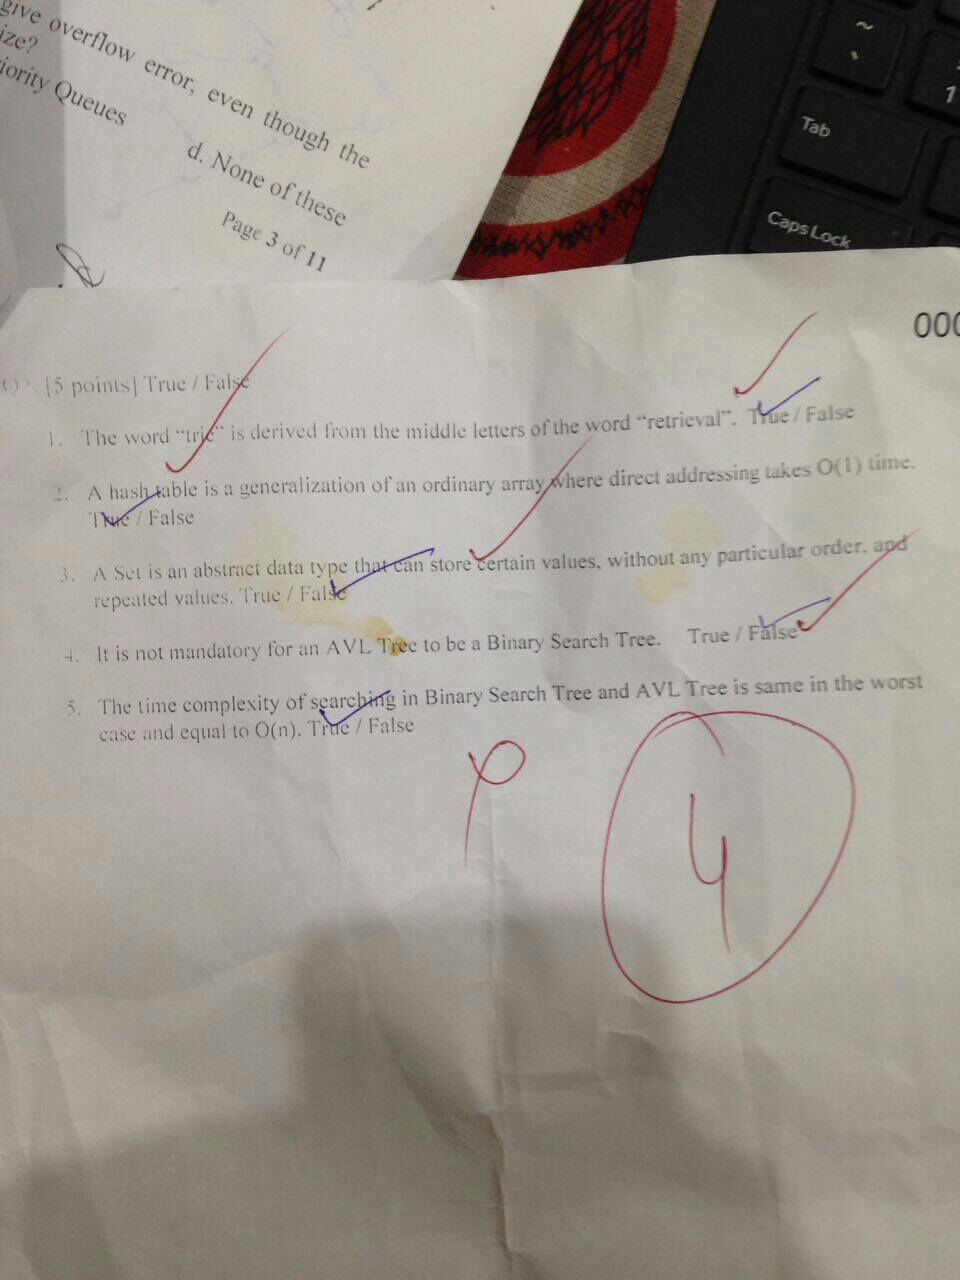 give overflow error, even though the
ize?
iority Queues
d. None of these
Page 3 of 11
~
`
1
Tab
Caps Lock
000
[5 points] True / False
1. The word "trie" is derived from the middle letters of the word "retrieval". True / False
2. A hash table is a generalization of an ordinary array where direct addressing takes O(1) time.
True / False
3. A Set is an abstract data type that can store certain values, without any particular order, and
repeated values. True / False
4. It is not mandatory for an AVL Tree to be a Binary Search Tree. True / False
5. The time complexity of searching in Binary Search Tree and AVL Tree is same in the worst
case and equal to O(n). True / False
4